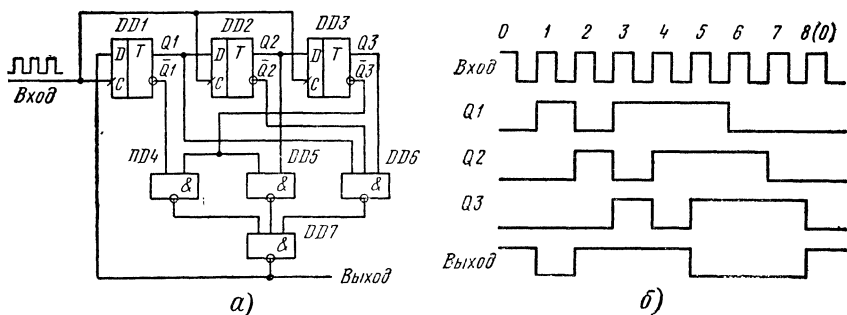 DD1 DD2 DD3
D T Q1 D T Q2 D T Q3
C Q̄1 C Q̄2 C Q̄3
Вход
DD4 & DD5 & DD6 &
DD7 &
Выход
а)
0 1 2 3 4 5 6 7 8(0)
Вход
Q1
Q2
Q3
Выход
б)